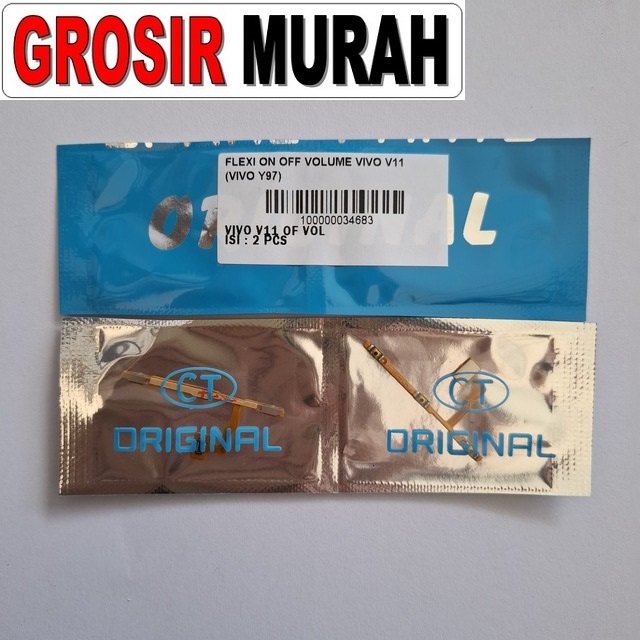 GROSIR MURAH
ORIGINAL
FLEXI ON OFF VOLUME VIVO V11
(VIVO Y97)
100000034683
VIVO V11 OF VOL
ISI : 2 PCS
CT CT
ORIGINAL ORIGINAL